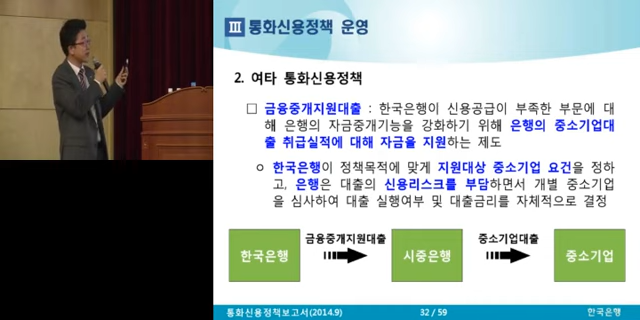 Ⅲ 통화신용정책 운영
2. 여타 통화신용정책
□ 금융중개지원대출 : 한국은행이 신용공급이 부족한 부문에 대
해 은행의 자금중개기능을 강화하기 위해 은행의 중소기업대
출 취급실적에 대해 자금을 지원하는 제도
ㅇ 한국은행이 정책목적에 맞게 지원대상 중소기업 요건을 정하
고, 은행은 대출의 신용리스크를 부담하면서 개별 중소기업
을 심사하여 대출 실행여부 및 대출금리를 자체적으로 결정
한국은행
금융중개지원대출
시중은행
중소기업대출
중소기업
통화신용정책보고서(2014.9)
32 / 59
한국은행